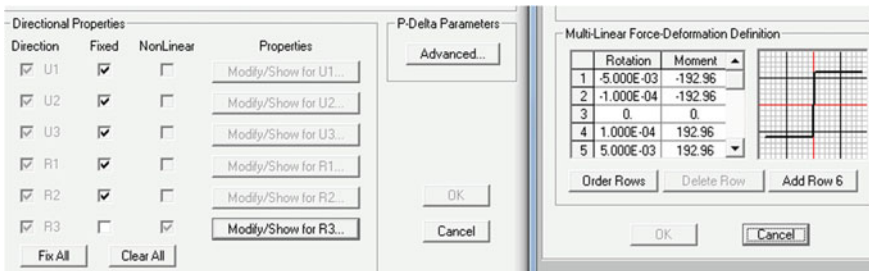 Directional Properties
Direction Fixed NonLinear Properties
U1 Modify/Show for U1...
U2 Modify/Show for U2...
U3 Modify/Show for U3...
R1 Modify/Show for R1...
R2 Modify/Show for R2...
R3 Modify/Show for R3...
Fix All Clear All
P-Delta Parameters
Advanced...
OK
Cancel
Multi-Linear Force-Deformation Definition
Rotation Moment
1 -5.000E-03 -192.96
2 -1.000E-04 -192.96
3 0. 0.
4 1.000E-04 192.96
5 5.000E-03 192.96
Order Rows Delete Row Add Row 6
OK Cancel